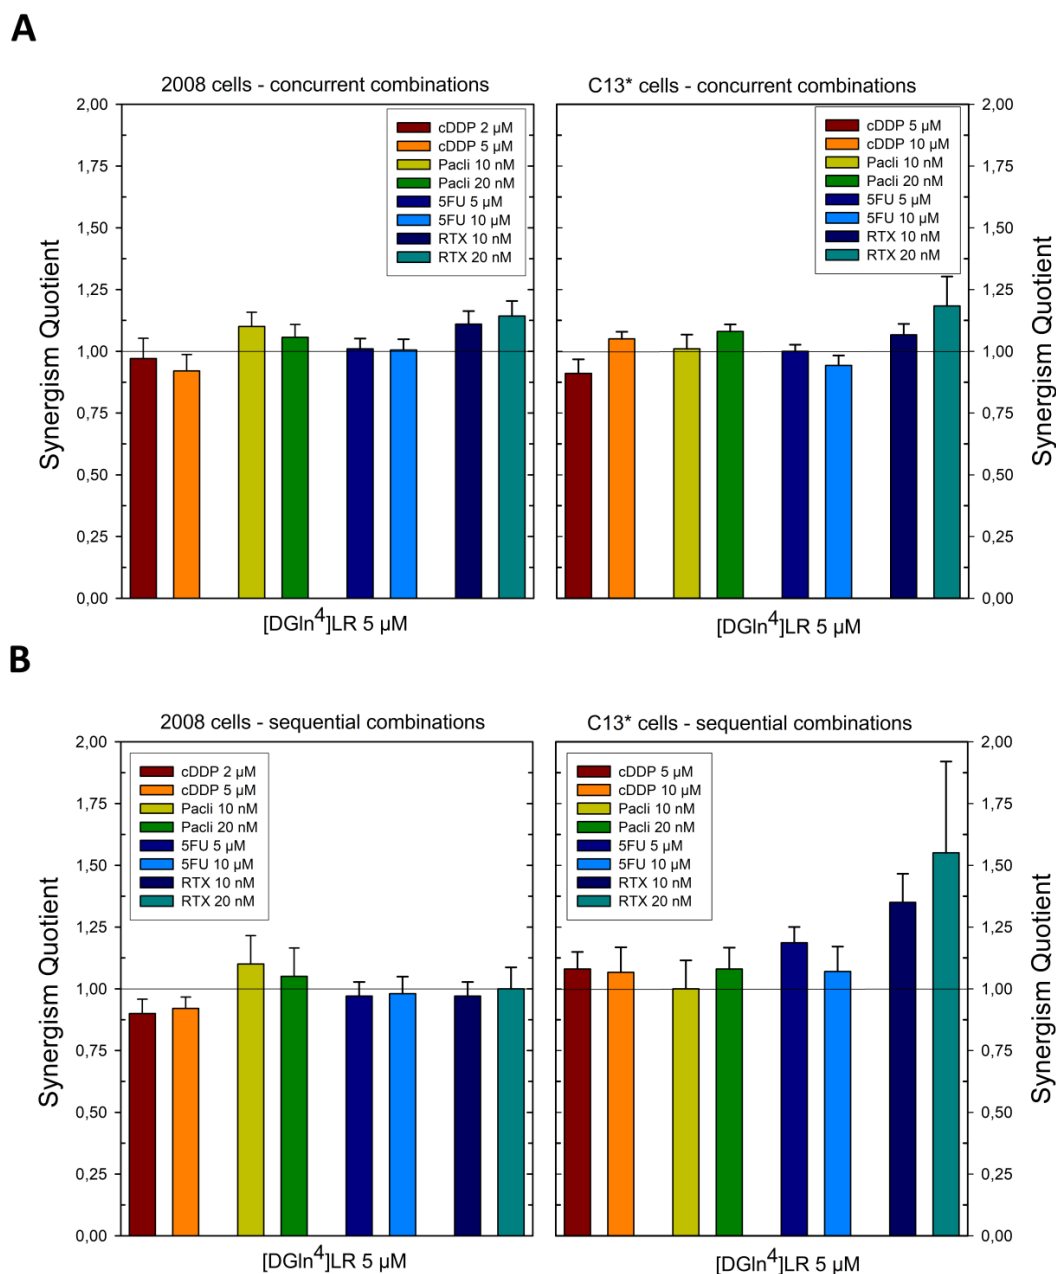 A
2008 cells - concurrent combinations
C13* cells - concurrent combinations
2,00
1,75
1,50
1,25
1,00
0,75
0,50
0,25
0,00
Synergism Quotient
cDDP 2 µM
cDDP 5 µM
Pacli 10 nM
Pacli 20 nM
5FU 5 µM
5FU 10 µM
RTX 10 nM
RTX 20 nM
[DGln⁴]LR 5 µM
cDDP 5 µM
cDDP 10 µM
Pacli 10 nM
Pacli 20 nM
5FU 5 µM
5FU 10 µM
RTX 10 nM
RTX 20 nM
2,00
1,75
1,50
1,25
1,00
0,75
0,50
0,25
0,00
Synergism Quotient
[DGln⁴]LR 5 µM
B
2008 cells - sequential combinations
C13* cells - sequential combinations
2,00
1,75
1,50
1,25
1,00
0,75
0,50
0,25
0,00
Synergism Quotient
cDDP 2 µM
cDDP 5 µM
Pacli 10 nM
Pacli 20 nM
5FU 5 µM
5FU 10 µM
RTX 10 nM
RTX 20 nM
[DGln⁴]LR 5 µM
cDDP 5 µM
cDDP 10 µM
Pacli 10 nM
Pacli 20 nM
5FU 5 µM
5FU 10 µM
RTX 10 nM
RTX 20 nM
2,00
1,75
1,50
1,25
1,00
0,75
0,50
0,25
0,00
Synergism Quotient
[DGln⁴]LR 5 µM